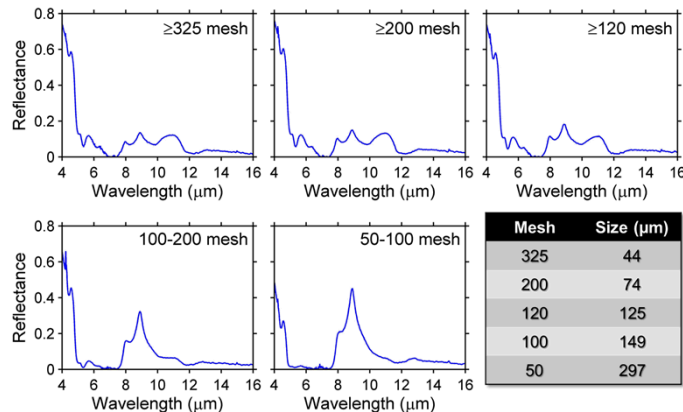 ≥325 mesh
≥200 mesh
≥120 mesh
0.8
0.6
0.4
0.2
0
Reflectance
4 6 8 10 12 14 16
4 6 8 10 12 14 16
4 6 8 10 12 14 16
Wavelength (μm)
Wavelength (μm)
Wavelength (μm)
100-200 mesh
50-100 mesh
0.8
0.6
0.4
0.2
0
Reflectance
4 6 8 10 12 14 16
4 6 8 10 12 14 16
Wavelength (μm)
Wavelength (μm)
Mesh Size (μm)
325 44
200 74
120 125
100 149
50 297